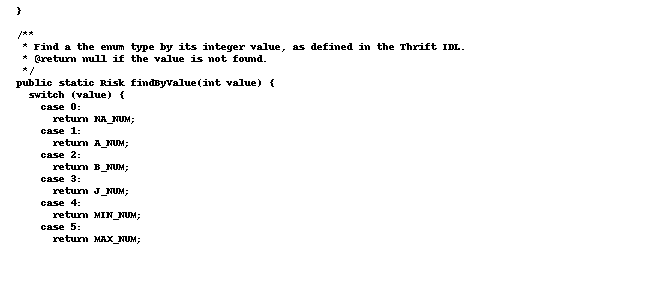 }
/**
 * Find a the enum type by its integer value, as defined in the Thrift IDL.
 * @return null if the value is not found.
 */
public static Risk findByValue(int value) {
  switch (value) {
    case 0:
      return NA_NUM;
    case 1:
      return A_NUM;
    case 2:
      return B_NUM;
    case 3:
      return J_NUM;
    case 4:
      return MIN_NUM;
    case 5:
      return MAX_NUM;